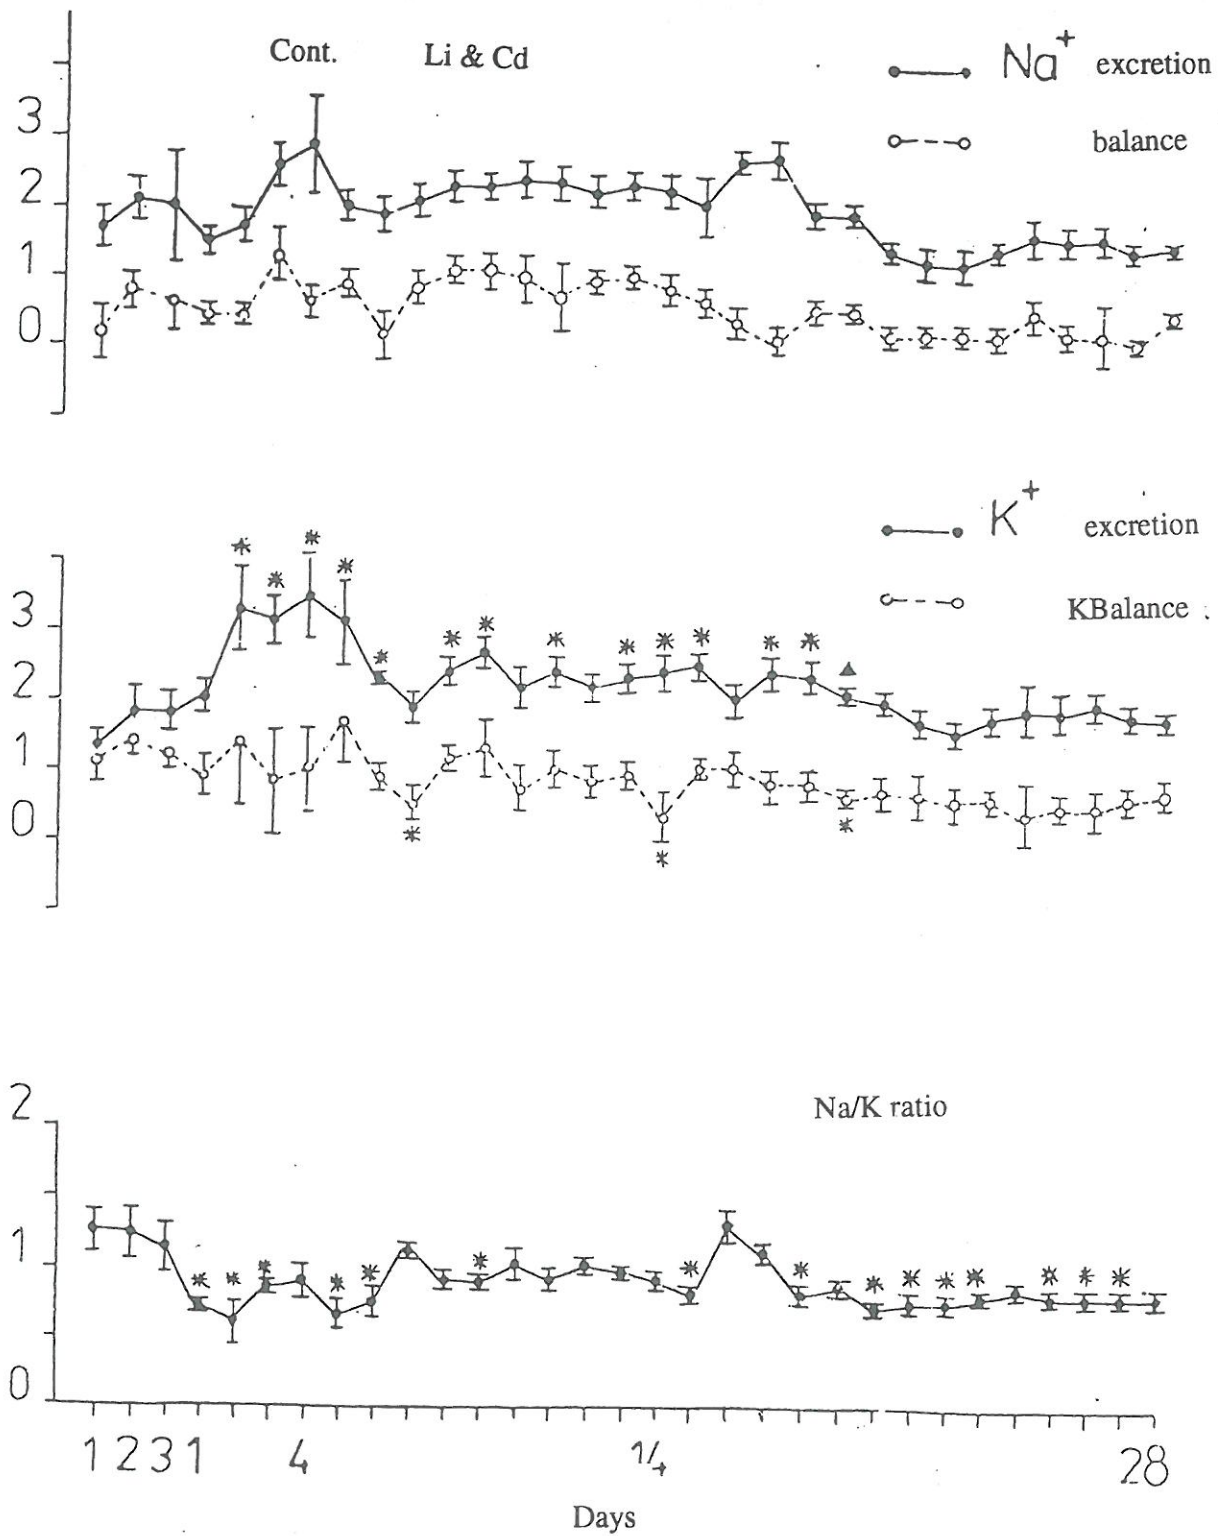 Cont. Li & Cd
Na+ excretion
balance
3
2
1
0
K+ excretion
KBalance
3
2
1
0
Na/K ratio
2
1
0
1 2 3 1 4 14 28
Days